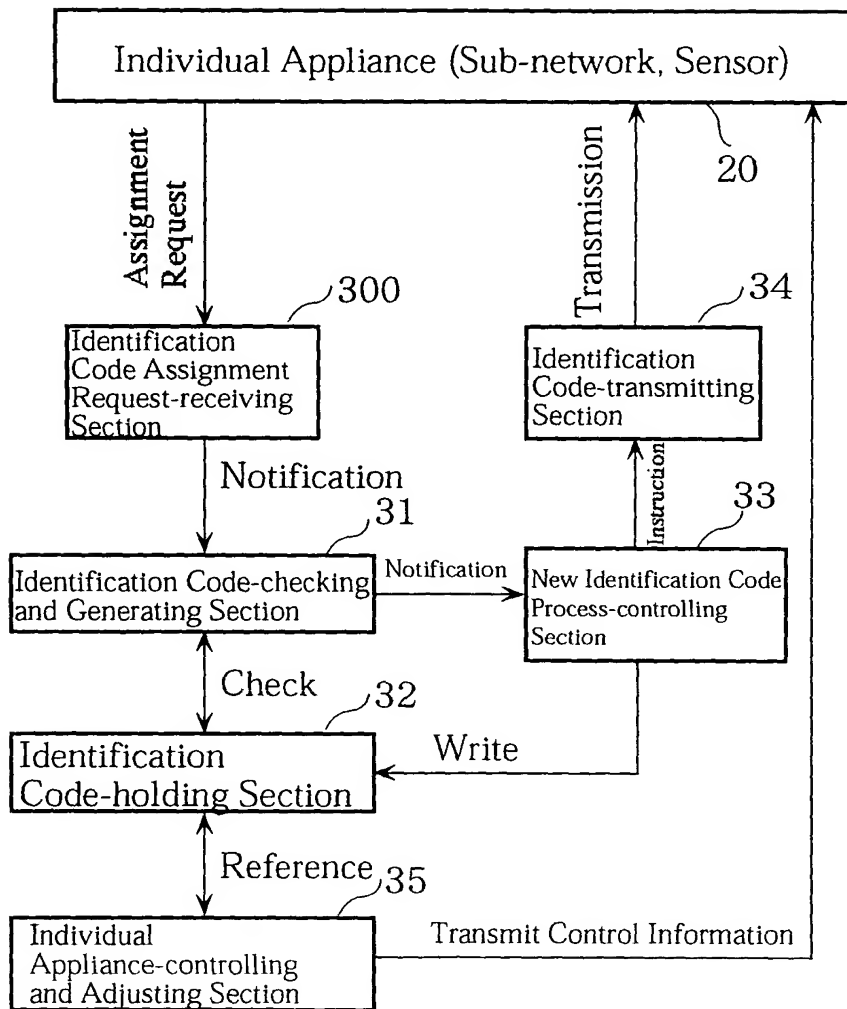 Individual Appliance (Sub-network, Sensor)
20
Assignment
Request
Transmission
300
Identification
Code Assignment
Request-receiving
Section
34
Identification
Code-transmitting
Section
Notification
Instruction
31
Identification Code-checking
and Generating Section
Notification
33
New Identification Code
Process-controlling
Section
Check
32
Identification
Code-holding Section
Write
Reference
35
Individual
Appliance-controlling
and Adjusting Section
Transmit Control Information